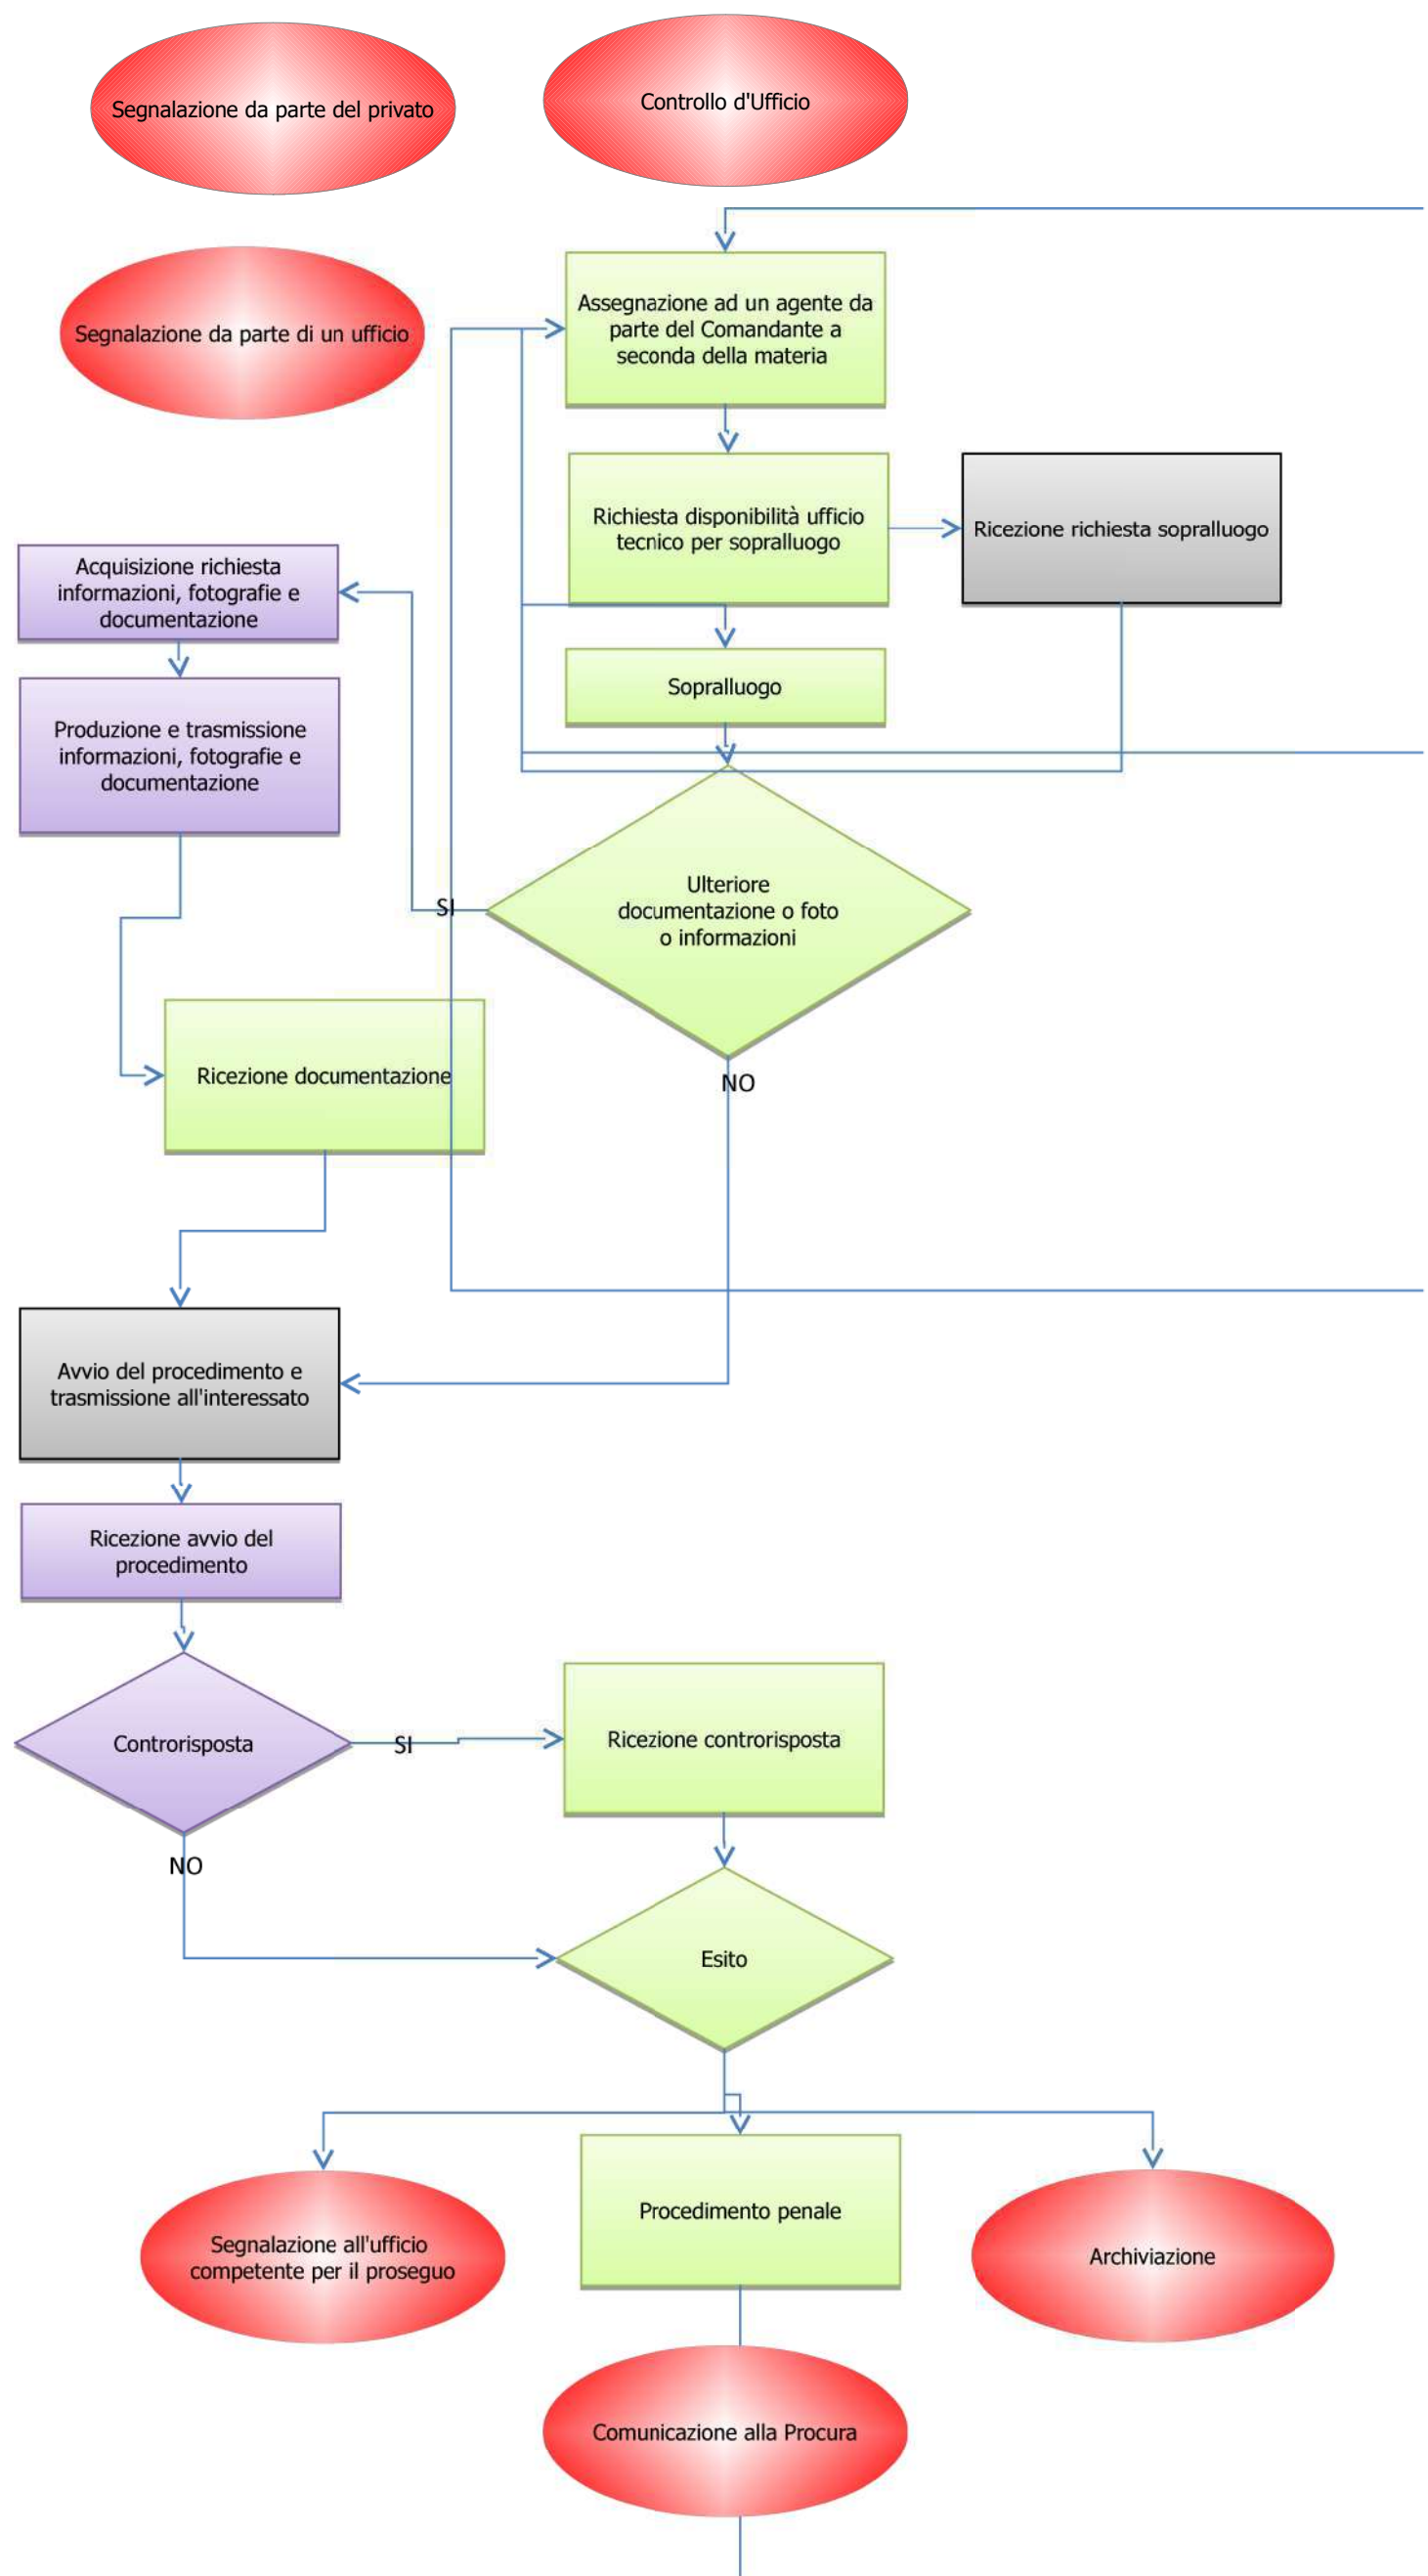 Segnalazione da parte del privato
Controllo d'Ufficio
Segnalazione da parte di un ufficio
Assegnazione ad un agente da
parte del Comandante a
seconda della materia
Richiesta disponibilità ufficio
tecnico per sopralluogo
Ricezione richiesta sopralluogo
Acquisizione richiesta
informazioni, fotografie e
documentazione
Sopralluogo
Produzione e trasmissione
informazioni, fotografie e
documentazione
Ulteriore
documentazione o foto
o informazioni
SI
Ricezione documentazione
NO
Avvio del procedimento e
trasmissione all'interessato
Ricezione avvio del
procedimento
Controrisposta
SI
Ricezione controrisposta
NO
Esito
Segnalazione all'ufficio
competente per il proseguo
Procedimento penale
Archiviazione
Comunicazione alla Procura